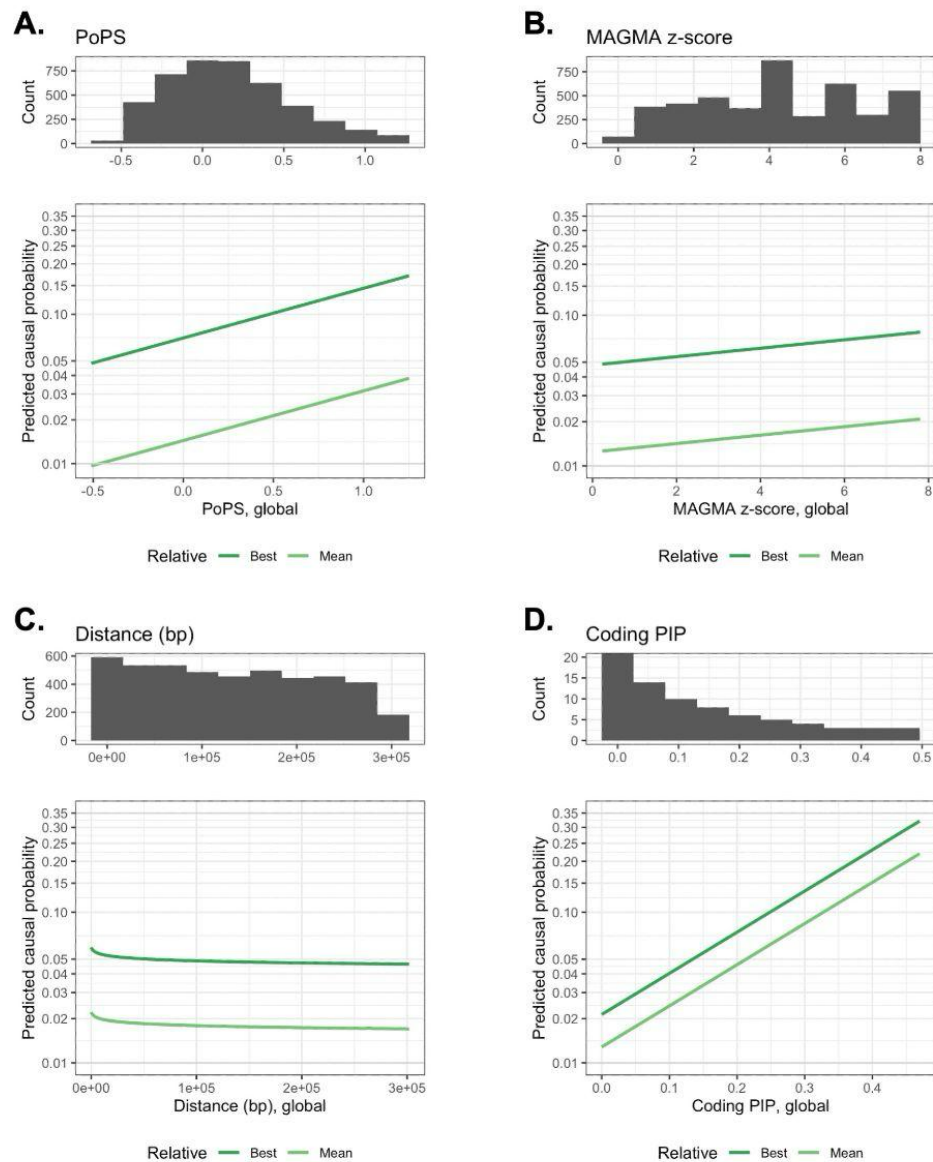 A.
PoPS
Count
750
500
250
0
-0.5
0.0
0.5
1.0
Predicted causal probability
0.35
0.30
0.25
0.20
0.15
0.10
0.05
0.04
0.03
0.02
0.01
-0.5
0.0
0.5
1.0
PoPS, global
Relative Best Mean
B.
MAGMA z-score
Count
750
500
250
0
0
2
4
6
8
Predicted causal probability
0.35
0.30
0.25
0.20
0.15
0.10
0.05
0.04
0.03
0.02
0.01
0
2
4
6
8
MAGMA z-score, global
Relative Best Mean
C.
Distance (bp)
Count
600
400
200
0
0e+00
1e+05
2e+05
3e+05
Predicted causal probability
0.35
0.30
0.25
0.20
0.15
0.10
0.05
0.04
0.03
0.02
0.01
0e+00
1e+05
2e+05
3e+05
Distance (bp), global
Relative Best Mean
D.
Coding PIP
Count
20
15
10
5
0
0.0
0.1
0.2
0.3
0.4
0.5
Predicted causal probability
0.35
0.30
0.25
0.20
0.15
0.10
0.05
0.04
0.03
0.02
0.01
0.0
0.1
0.2
0.3
0.4
Coding PIP, global
Relative Best Mean